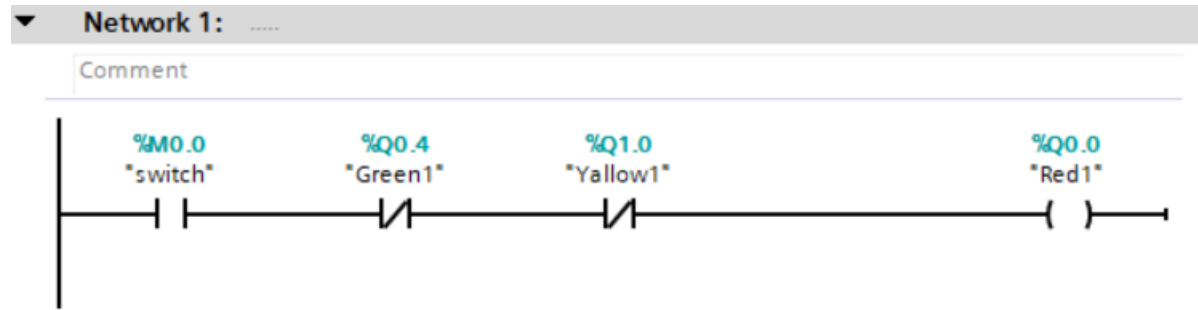 Network 1: .....
Comment
%M0.0 %Q0.4 %Q1.0 %Q0.0
"switch" "Green1" "Yallow1" "Red1"